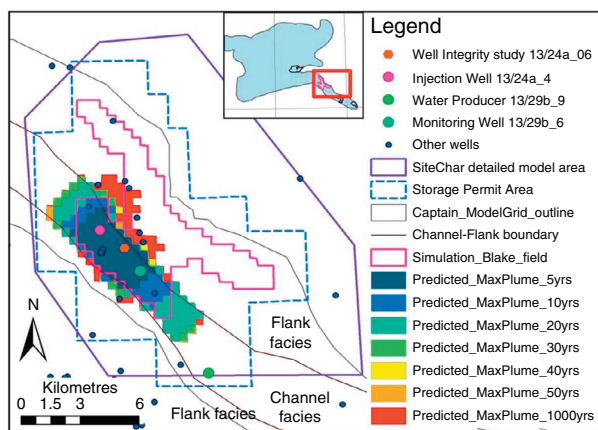 Legend
Well Integrity study 13/24a_06
Injection Well 13/24a_4
Water Producer 13/29b_9
Monitoring Well 13/29b_6
Other wells
SiteChar detailed model area
Storage Permit Area
Captain_ModelGrid_outline
Channel-Flank boundary
Simulation_Blake_field
Predicted_MaxPlume_5yrs
Predicted_MaxPlume_10yrs
Predicted_MaxPlume_20yrs
Predicted_MaxPlume_30yrs
Predicted_MaxPlume_40yrs
Predicted_MaxPlume_50yrs
Predicted_MaxPlume_1000yrs
N
Kilometres
0 1.5 3 6
Flank
facies
Channel
facies
Flank facies